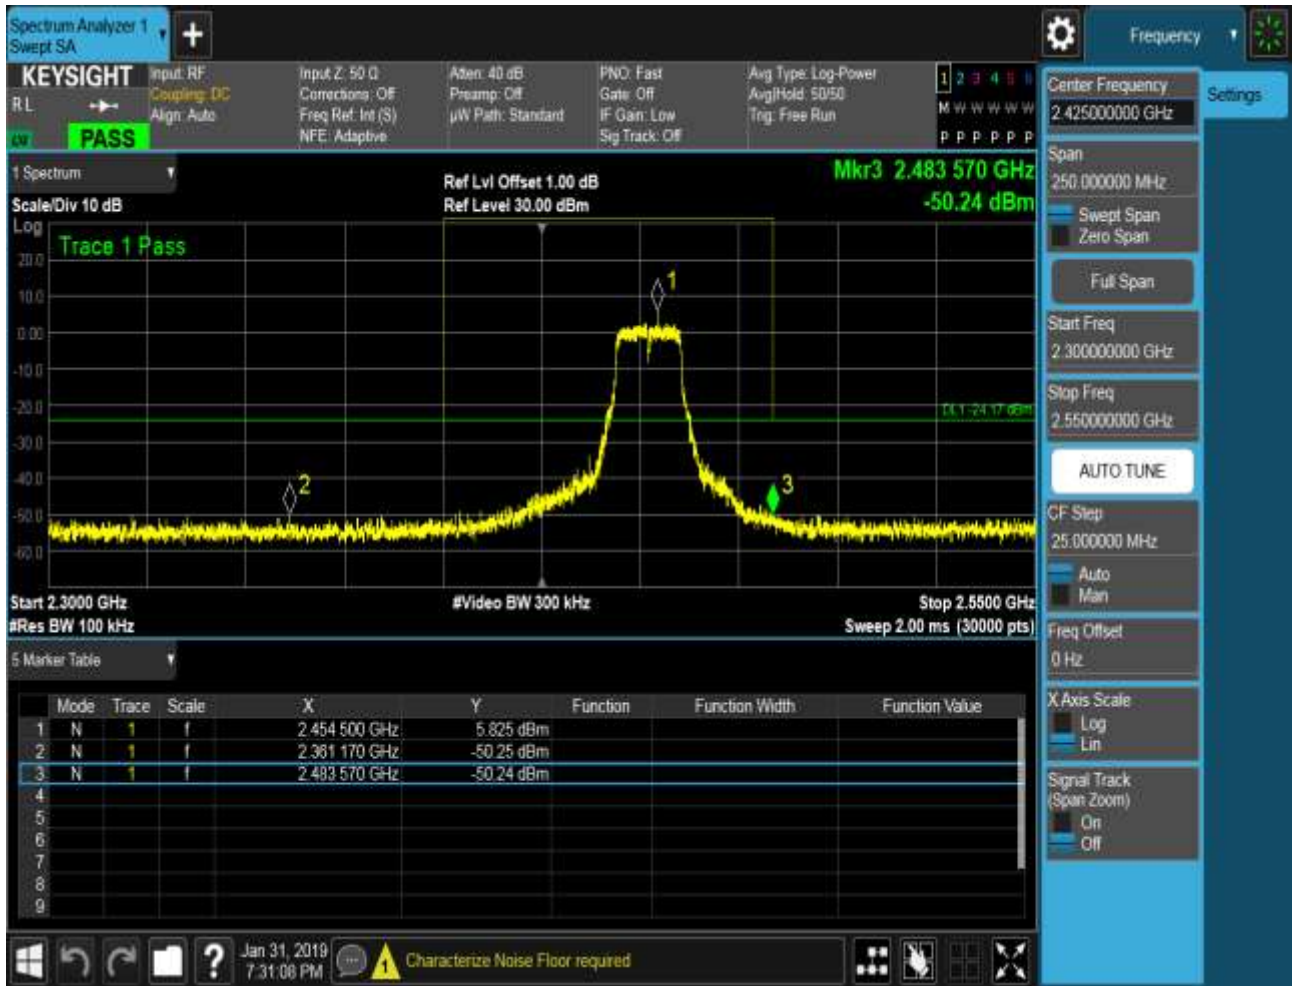 Spectrum Analyzer 1
Swept SA
+
Frequency
KEYSIGHT
RL
PASS
Input: RF
Coupling: DC
Align: Auto
Input Z: 50 Ω
Corrections: Off
Freq Ref: Int (S)
NFE: Adaptive
Atten: 40 dB
Preamp: Off
µW Path: Standard
PNO: Fast
Gate: Off
IF Gain: Low
Sig Track: Off
Avg Type: Log-Power
Avg|Hold: 50/50
Trig: Free Run
1 2 3 4 5 6
M W W W W W
P P P P P P
1 Spectrum
Scale/Div 10 dB
Ref Lvl Offset 1.00 dB
Ref Level 30.00 dBm
Mkr3 2.483 570 GHz
-50.24 dBm
Log
Trace 1 Pass
20.0
10.0
0.00
-10.0
-20.0
-30.0
-40.0
-50.0
-60.0
1
2
3
DL1 -24.17 dBm
Start 2.3000 GHz
#Video BW 300 kHz
Stop 2.5500 GHz
#Res BW 100 kHz
Sweep 2.00 ms (30000 pts)
5 Marker Table
Mode Trace Scale X Y Function Function Width Function Value
1 N 1 f 2.454 500 GHz 5.825 dBm
2 N 1 f 2.361 170 GHz -50.25 dBm
3 N 1 f 2.483 570 GHz -50.24 dBm
4
5
6
7
8
9
Jan 31, 2019
7:31:08 PM
?
1
Characterize Noise Floor required
Center Frequency
2.425000000 GHz
Settings
Span
250.000000 MHz
Swept Span
Zero Span
Full Span
Start Freq
2.300000000 GHz
Stop Freq
2.550000000 GHz
AUTO TUNE
CF Step
25.000000 MHz
Auto
Man
Freq Offset
0 Hz
X Axis Scale
Log
Lin
Signal Track
(Span Zoom)
On
Off